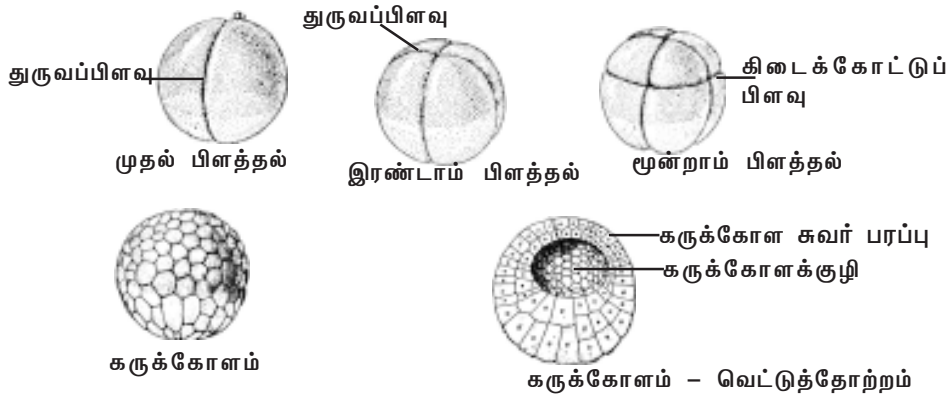 துருவப்பிளவு
துருவப்பிளவு
கிடைக்கோட்டுப்
பிளவு
முதல் பிளத்தல்
இரண்டாம் பிளத்தல்
மூன்றாம் பிளத்தல்
கருக்கோள சுவர் பரப்பு
கருக்கோளக்குழி
கருக்கோளம்
கருக்கோளம் – வெட்டுத்தோற்றம்